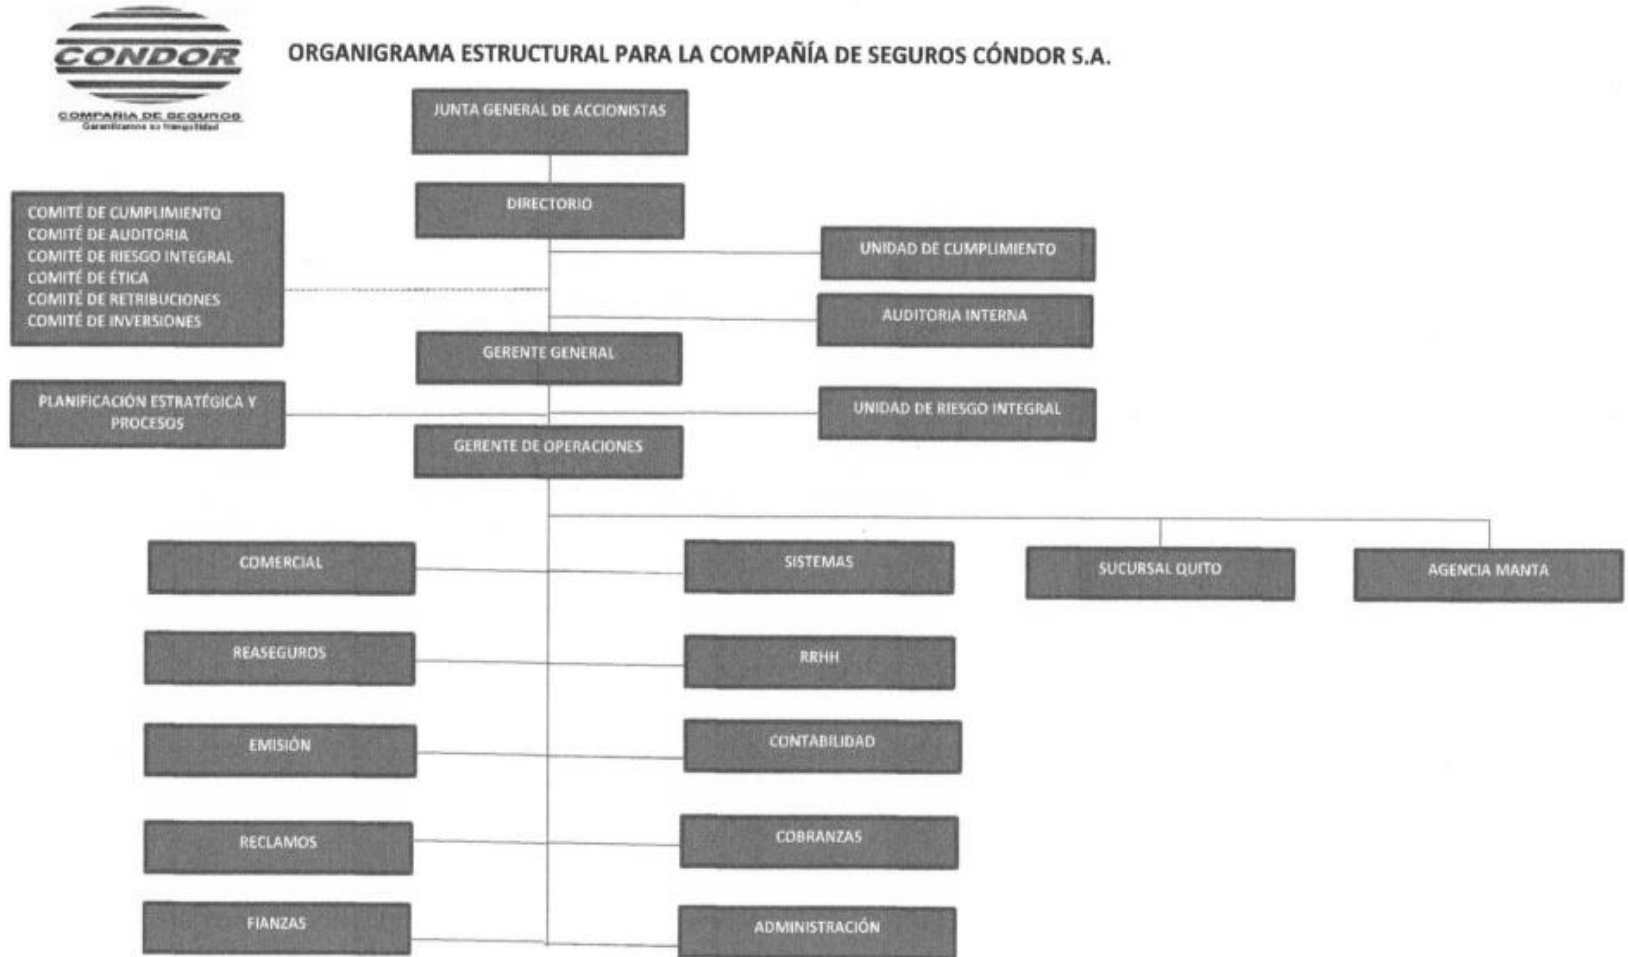 CONDOR
COMPAÑIA DE SEGUROS
Garantizamos su tranquilidad
ORGANIGRAMA ESTRUCTURAL PARA LA COMPAÑÍA DE SEGUROS CÓNDOR S.A.
JUNTA GENERAL DE ACCIONISTAS
DIRECTORIO
COMITÉ DE CUMPLIMIENTO
COMITÉ DE AUDITORIA
COMITÉ DE RIESGO INTEGRAL
COMITÉ DE ÉTICA
COMITÉ DE RETRIBUCIONES
COMITÉ DE INVERSIONES
UNIDAD DE CUMPLIMIENTO
AUDITORIA INTERNA
GERENTE GENERAL
PLANIFICACIÓN ESTRATÉGICA Y
PROCESOS
UNIDAD DE RIESGO INTEGRAL
GERENTE DE OPERACIONES
COMERCIAL
SISTEMAS
SUCURSAL QUITO
AGENCIA MANTA
REASEGUROS
RRHH
EMISIÓN
CONTABILIDAD
RECLAMOS
COBRANZAS
FIANZAS
ADMINISTRACIÓN